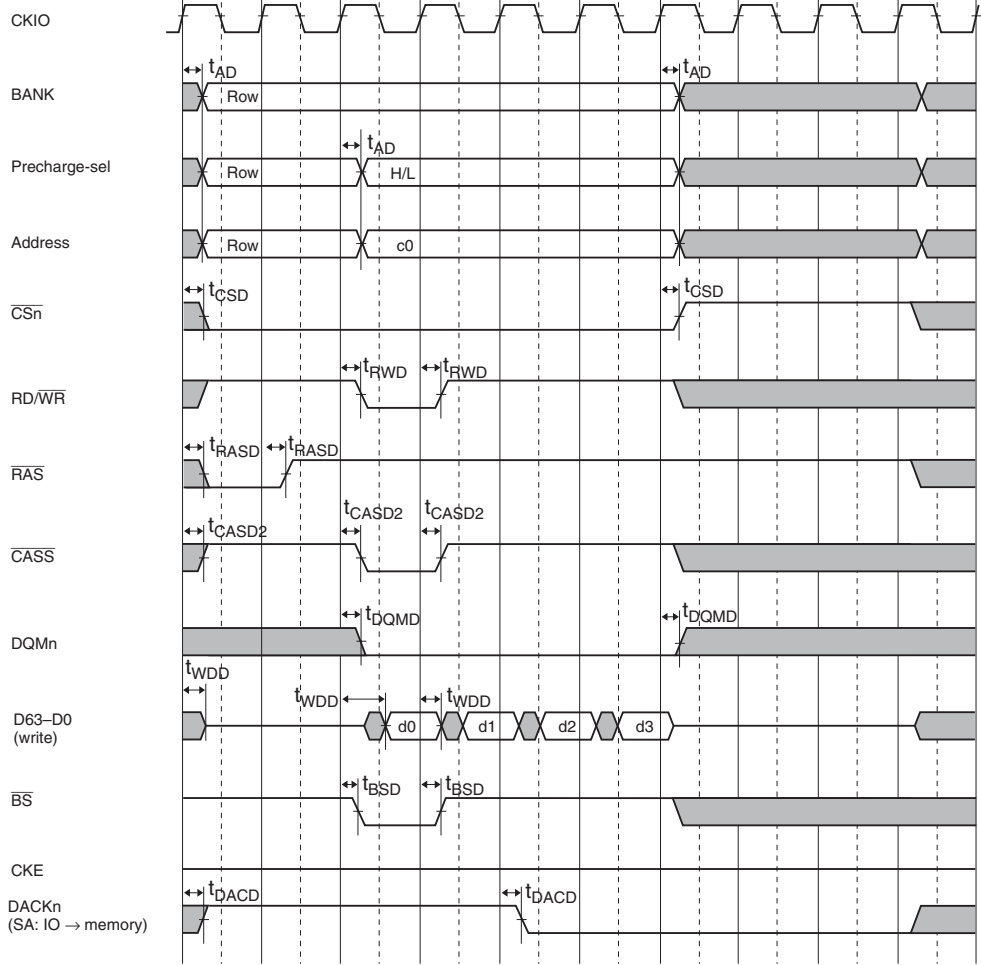 CKIO
tAD tAD
BANK Row
tAD
Precharge-sel Row H/L
Address Row c0
tCSD tCSD
CSn
tRWD tRWD
RD/WR
tRASD tRASD
RAS
tCASD2 tCASD2 tCASD2
CASS
tDQMD tDQMD
DQMn
tWDD tWDD tWDD
D63–D0 d0 d1 d2 d3
(write)
tBSD tBSD
BS
CKE
tDACD tDACD
DACKn
(SA: IO → memory)